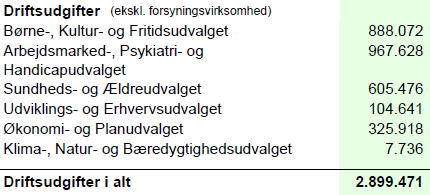 Driftsudgifter (ekskl. forsyningsvirksomhed)
Børne-, Kultur- og Fritidsudvalget 888.072
Arbejdsmarked-, Psykiatri- og 967.628
Handicapudvalget
Sundheds- og Ældreudvalget 605.476
Udviklings- og Erhvervsudvalget 104.641
Økonomi- og Planudvalget 325.918
Klima-, Natur- og Bæredygtighedsudvalget 7.736
Driftsudgifter i alt 2.899.471